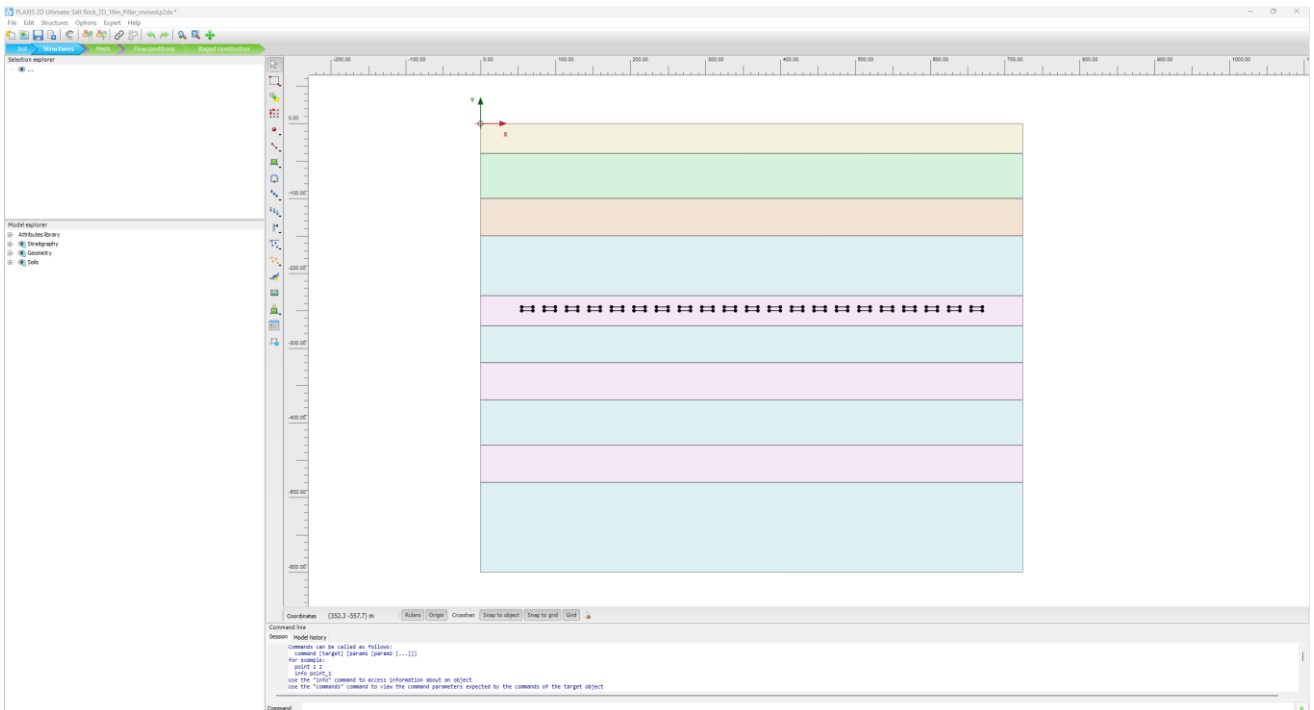 PLAXIS 2D Ultimate: Salt Rock_2D_16m_Pillar_revised.p2dx *
File Edit Structures Options Expert Help
Soil Structures Mesh Flow conditions Staged construction
Selection explorer
...
Model explorer
Attributes library
Stratigraphy
Geometry
Soils
-200.00 -100.00 0.00 100.00 200.00 300.00 400.00 500.00 600.00 700.00 800.00 900.00 1000.00
Y
X
0.00
-100.00
-200.00
-300.00
-400.00
-500.00
-600.00
Coordinates (352.3 -557.7) m Rulers Origin Crosshair Snap to object Snap to grid Grid
Command line
Session Model history
Commands can be called as follows:
command [target] [param1 [param2 [...]]]
for example:
point 1 2
info point_1
Use the "info" command to access information about an object
Use the "commands" command to view the command parameters expected by the commands of the target object
Command